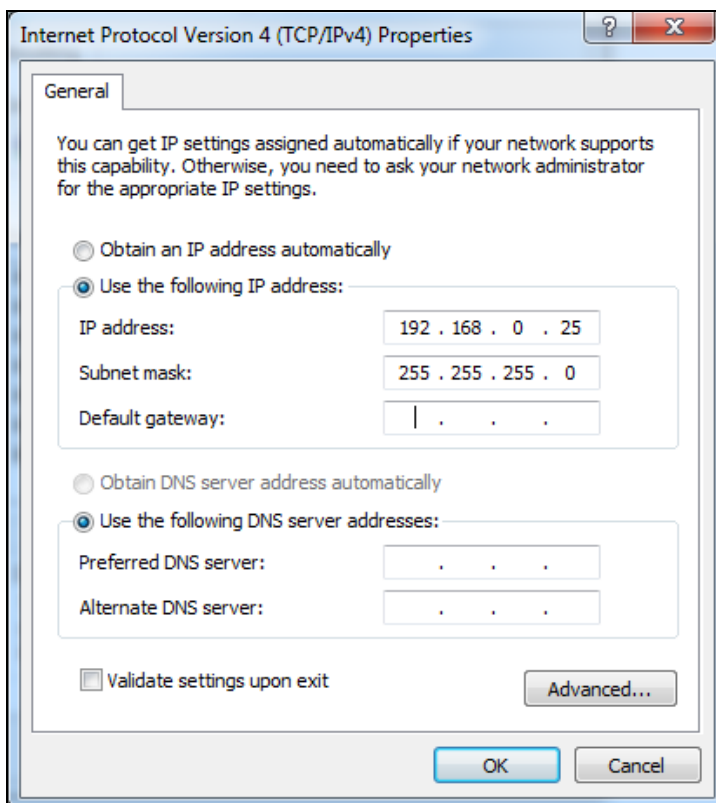 Internet Protocol Version 4 (TCP/IPv4) Properties
General
You can get IP settings assigned automatically if your network supports
this capability. Otherwise, you need to ask your network administrator
for the appropriate IP settings.
Obtain an IP address automatically
Use the following IP address:
IP address: 192 . 168 . 0 . 25
Subnet mask: 255 . 255 . 255 . 0
Default gateway: . . .
Obtain DNS server address automatically
Use the following DNS server addresses:
Preferred DNS server: . . .
Alternate DNS server: . . .
Validate settings upon exit
Advanced...
OK Cancel